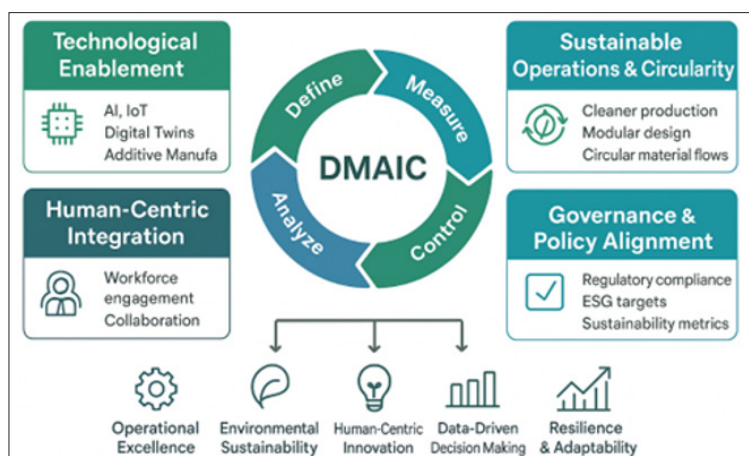 Technological
Enablement
AI, IoT
Digital Twins
Additive Manufa
Human-Centric
Integration
Workforce
engagement
Collaboration
Define
Measure
DMAIC
Analyze
Control
Sustainable
Operations & Circularity
Cleaner production
Modular design
Circular material flows
Governance &
Policy Alignment
Regulatory compliance
ESG targets
Sustainability metrics
Operational
Excellence
Environmental
Sustainability
Human-Centric
Innovation
Data-Driven
Decision Making
Resilience
& Adaptability